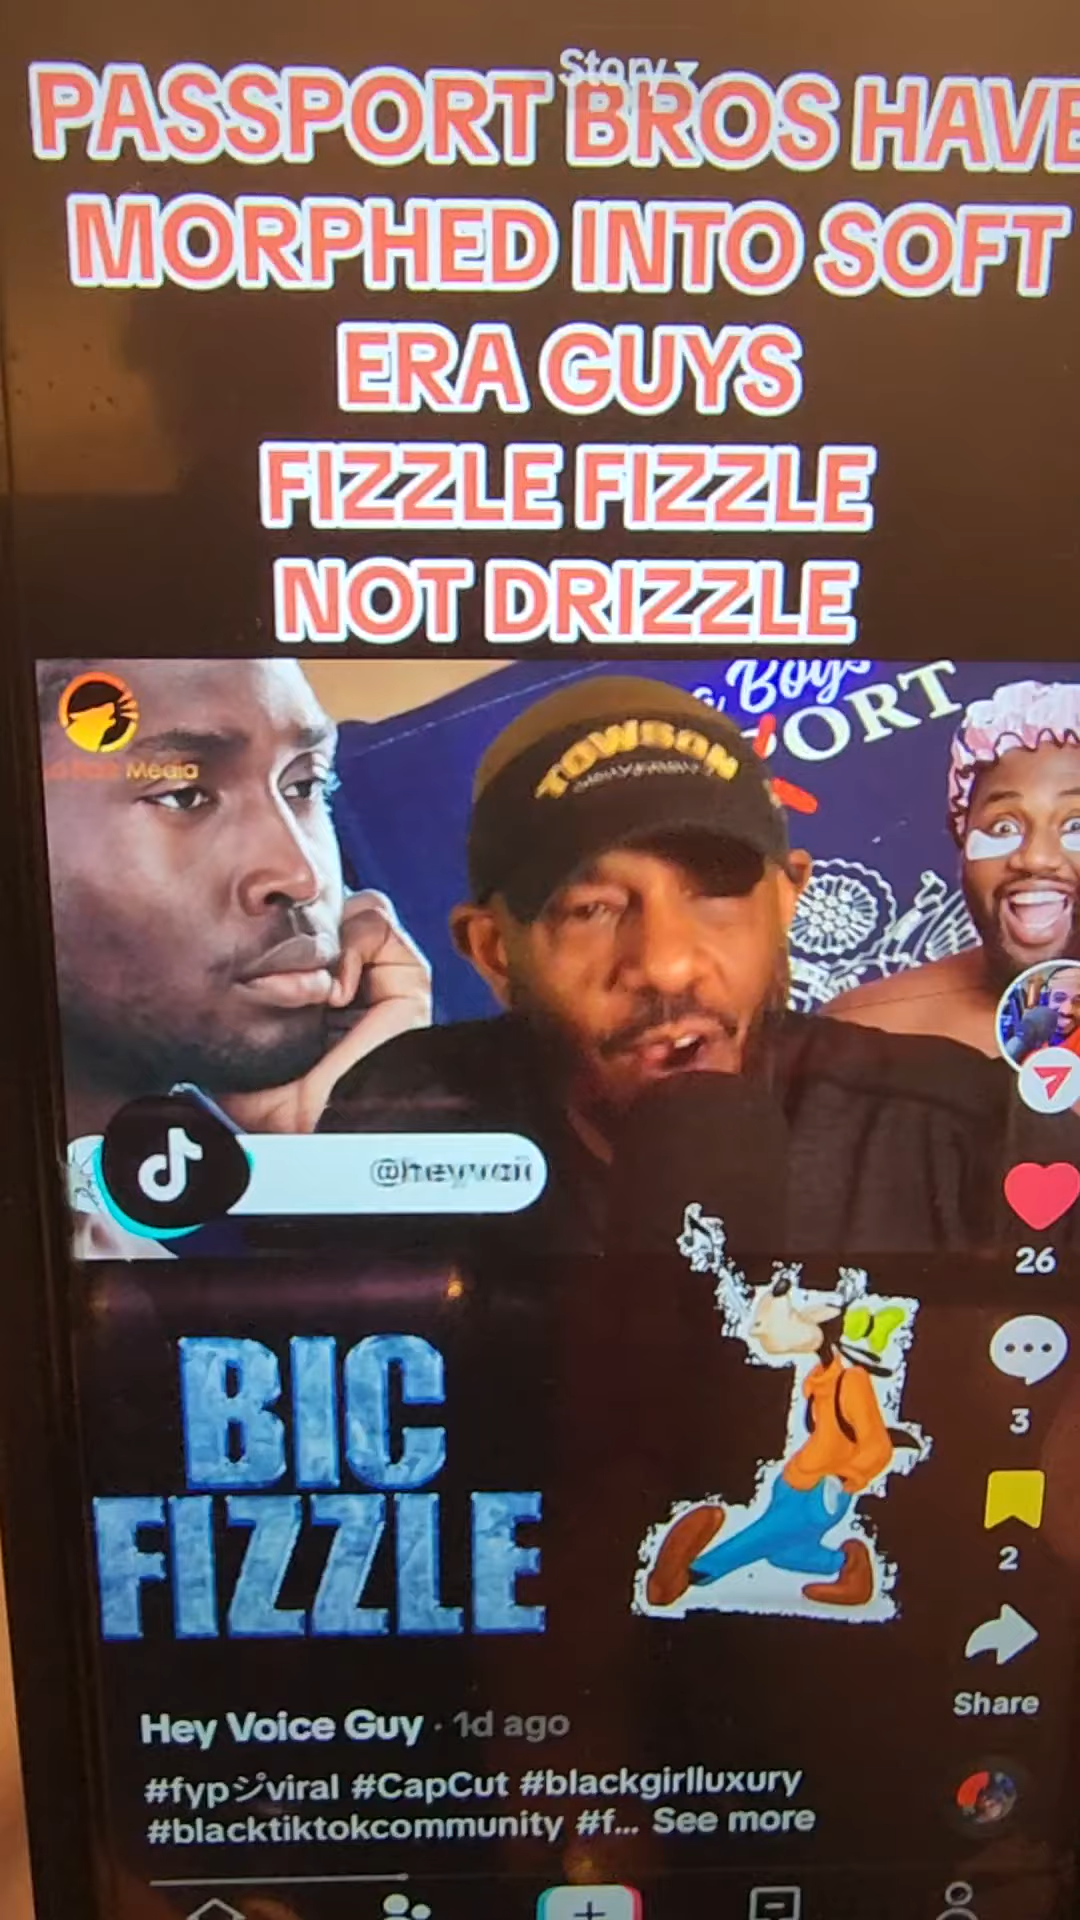 Story
PASSPORT BROS HAVE
MORPHED INTO SOFT
ERA GUYS
FIZZLE FIZZLE
NOT DRIZZLE
Boys
PORT
Media
TOWSON
@heyvaii
26
BIG
FIZZLE
3
2
Share
Hey Voice Guy · 1d ago
#fypシviral #CapCut #blackgirlluxury
#blacktiktokcommunity #f... See more